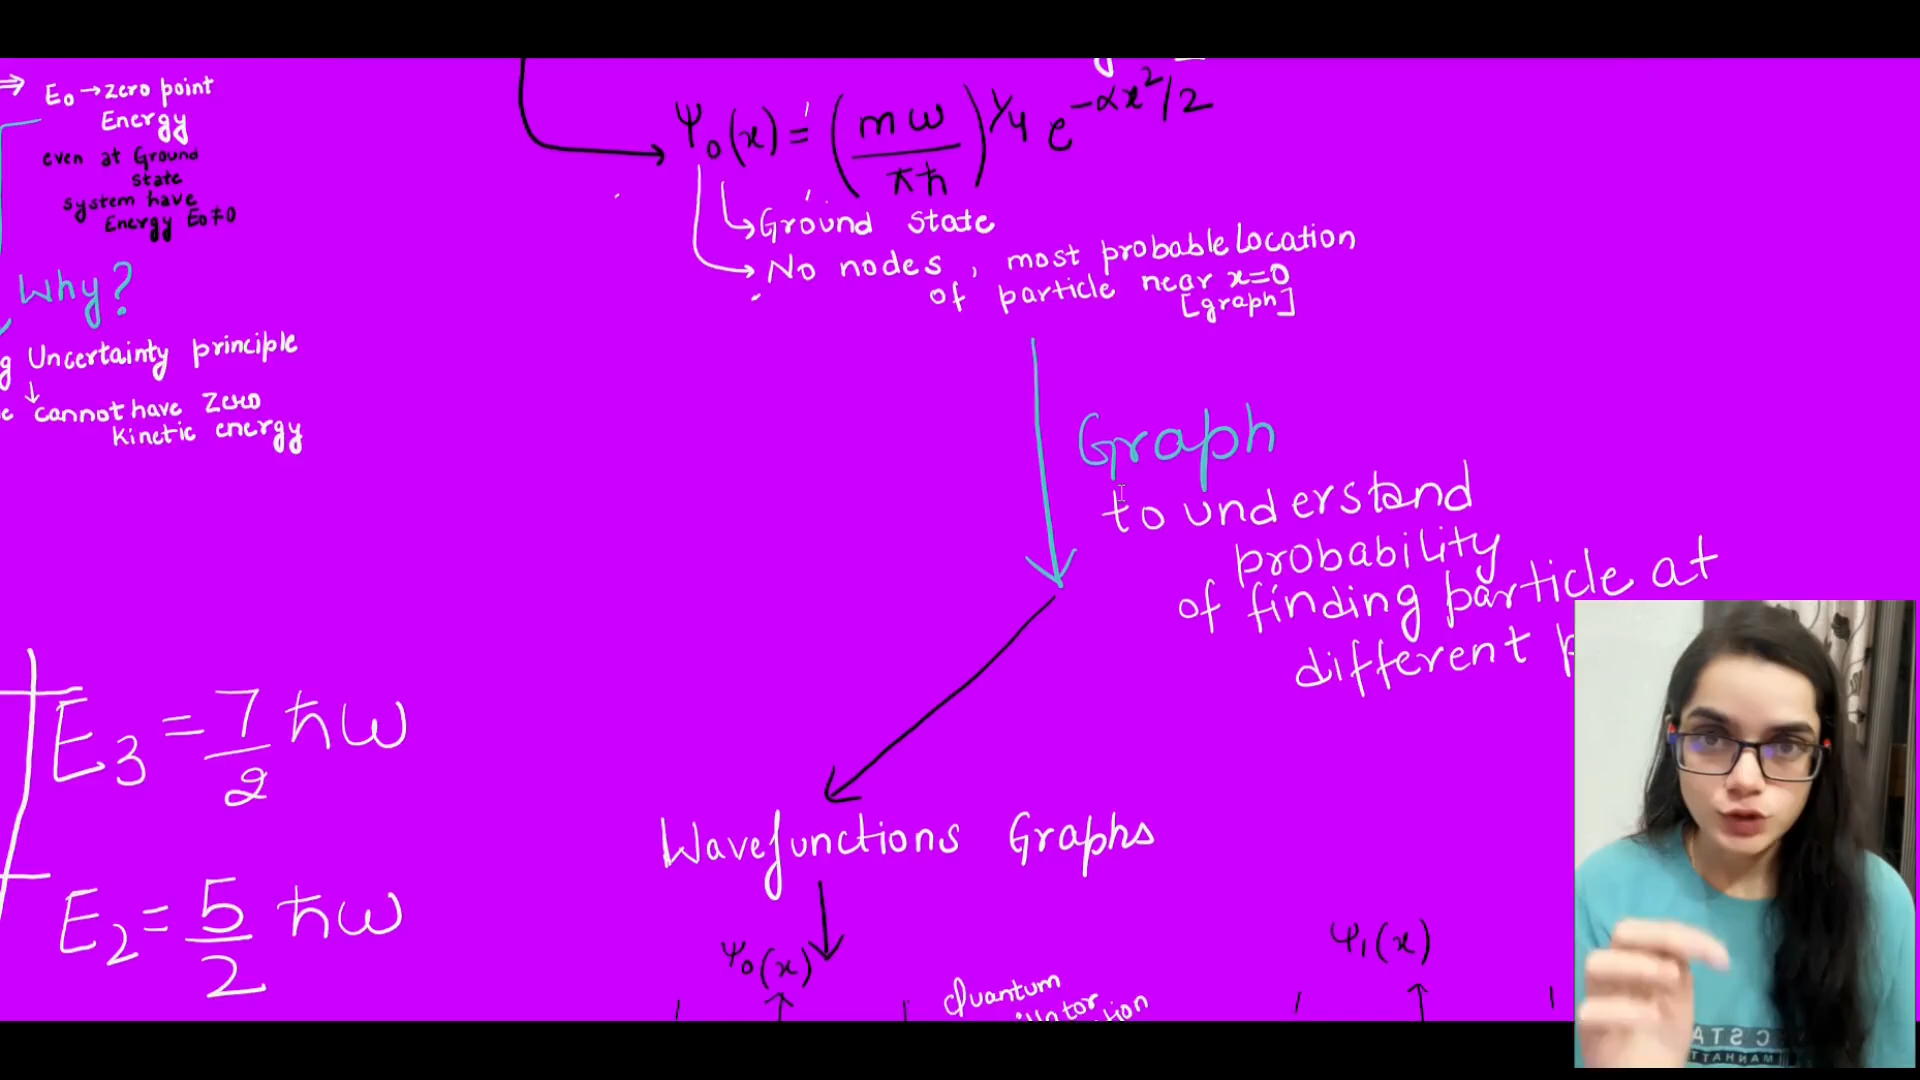 ⇒ E₀ → zero point
Energy
even at Ground
state
system have
Energy E₀≠0
Why?
g Uncertainty principle
↓
cannot have zero
kinetic energy
E₃ = 7/2 ℏω
E₂ = 5/2 ℏω
Ψ₀(x) = (mω/πℏ)^1/4 e^-αx²/2
Ground state
No nodes, most probable location
of particle near x=0
[graph]
Graph
to understand
probability
of finding particle at
different
Wavefunctions Graphs
Ψ₀(x)
Quantum
Ψ₁(x)